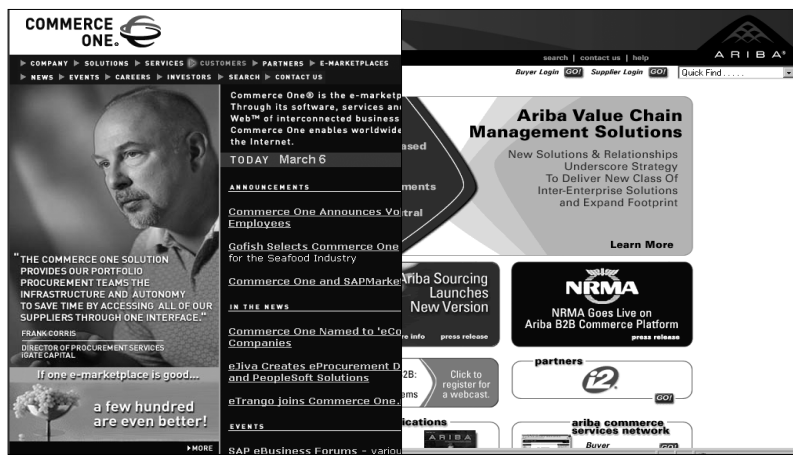 COMMERCE
ONE®
COMPANY SOLUTIONS SERVICES CUSTOMERS PARTNERS E-MARKETPLACES
NEWS EVENTS CAREERS INVESTORS SEARCH CONTACT US
Commerce One® is the e-marketp
Through its software, services an
Web™ of interconnected business
Commerce One enables worldwide
the Internet.
TODAY March 6
ANNOUNCEMENTS
Commerce One Announces Vo
Employees
Gofish Selects Commerce One
for the Seafood Industry
Commerce One and SAPMarke
IN THE NEWS
Commerce One Named to 'eCo
Companies
eJiva Creates eProcurement D
and PeopleSoft Solutions
eTrango joins Commerce One.
EVENTS
SAP eBusiness Forums - variou
"THE COMMERCE ONE SOLUTION
PROVIDES OUR PORTFOLIO
PROCUREMENT TEAMS THE
INFRASTRUCTURE AND AUTONOMY
TO SAVE TIME BY ACCESSING ALL OF OUR
SUPPLIERS THROUGH ONE INTERFACE."
FRANK CORRIS
DIRECTOR OF PROCUREMENT SERVICES
IGATE CAPITAL
If one e-marketplace is good...
a few hundred
are even better!
MORE
ARIBA®
search | contact us | help
Buyer Login GO! Supplier Login GO! Quick Find.....
Ariba Value Chain
Management Solutions
New Solutions & Relationships
Underscore Strategy
To Deliver New Class Of
Inter-Enterprise Solutions
and Expand Footprint
Learn More
ased
ments
tral
Ariba Sourcing
Launches
New Version
re info press release
NRMA
NRMA Goes Live on
Ariba B2B Commerce Platform
press release
2B:
ems
Click to
register for
a webcast.
partners
i2
GO!
ications
ARIBA
ariba commerce
services network
Buyer
GO!